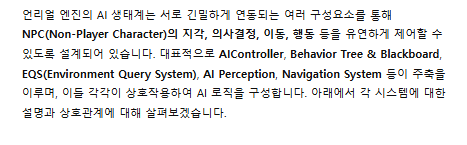 언리얼 엔진의 AI 생태계는 서로 긴밀하게 연동되는 여러 구성요소를 통해
NPC(Non-Player Character)의 지각, 의사결정, 이동, 행동 등을 유연하게 제어할 수
있도록 설계되어 있습니다. 대표적으로 AIController, Behavior Tree & Blackboard,
EQS(Environment Query System), AI Perception, Navigation System 등이 주축을
이루며, 이들 각각이 상호작용하여 AI 로직을 구성합니다. 아래에서 각 시스템에 대한
설명과 상호관계에 대해 살펴보겠습니다.